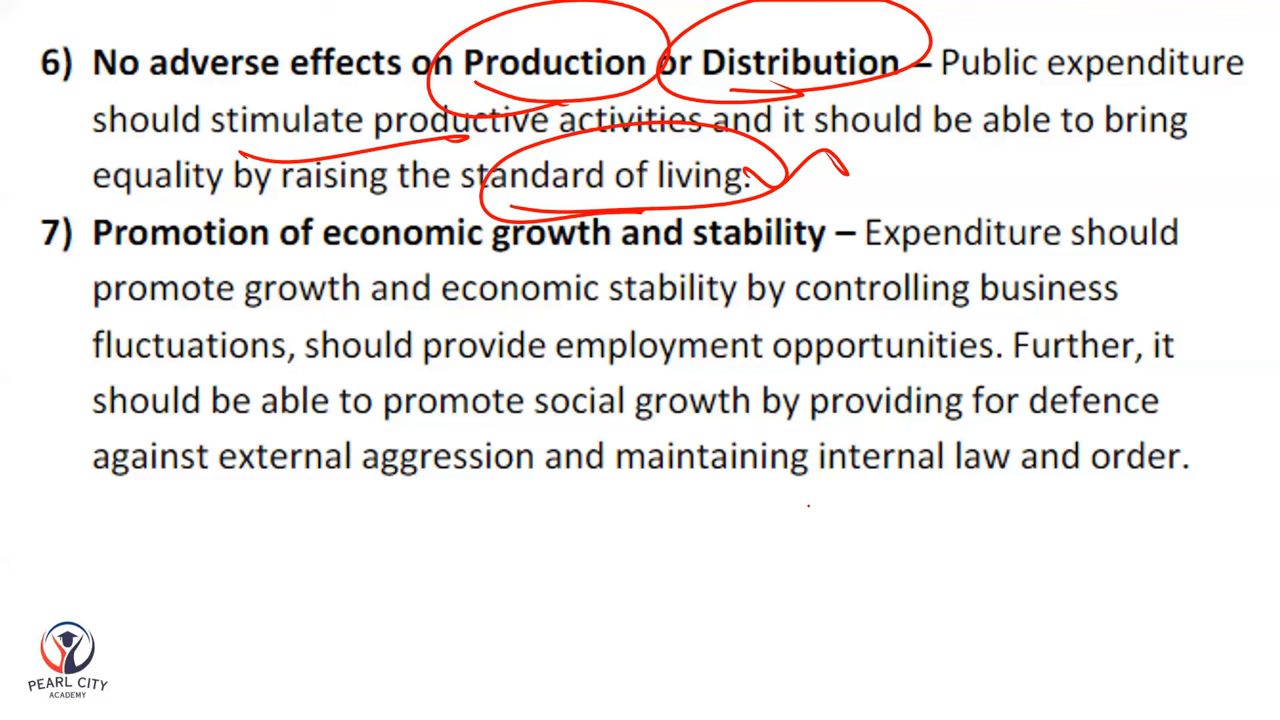 6) No adverse effects on Production or Distribution – Public expenditure
should stimulate productive activities and it should be able to bring
equality by raising the standard of living.
7) Promotion of economic growth and stability – Expenditure should
promote growth and economic stability by controlling business
fluctuations, should provide employment opportunities. Further, it
should be able to promote social growth by providing for defence
against external aggression and maintaining internal law and order.
PEARL CITY
ACADEMY